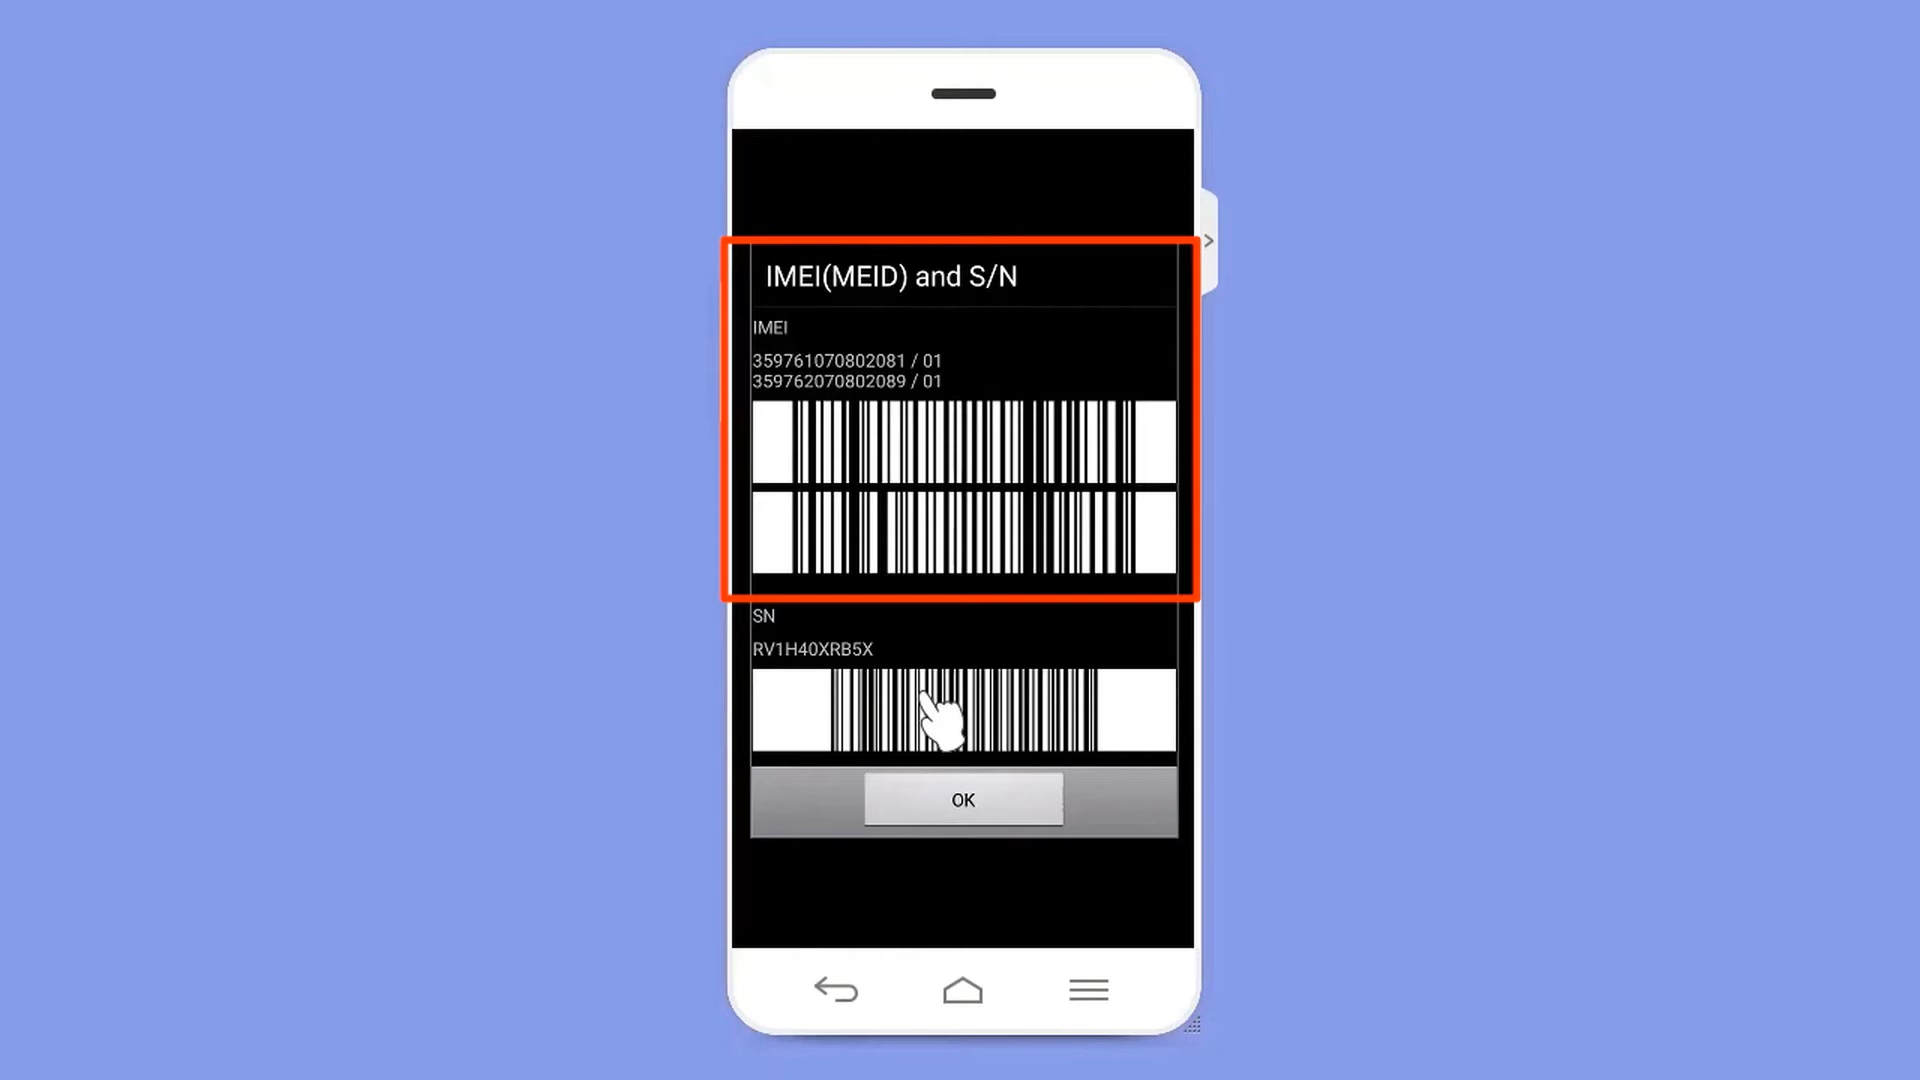 IMEI(MEID) and S/N
IMEI
359761070802081 / 01
359762070802089 / 01
SN
RV1H40XRB5X
OK